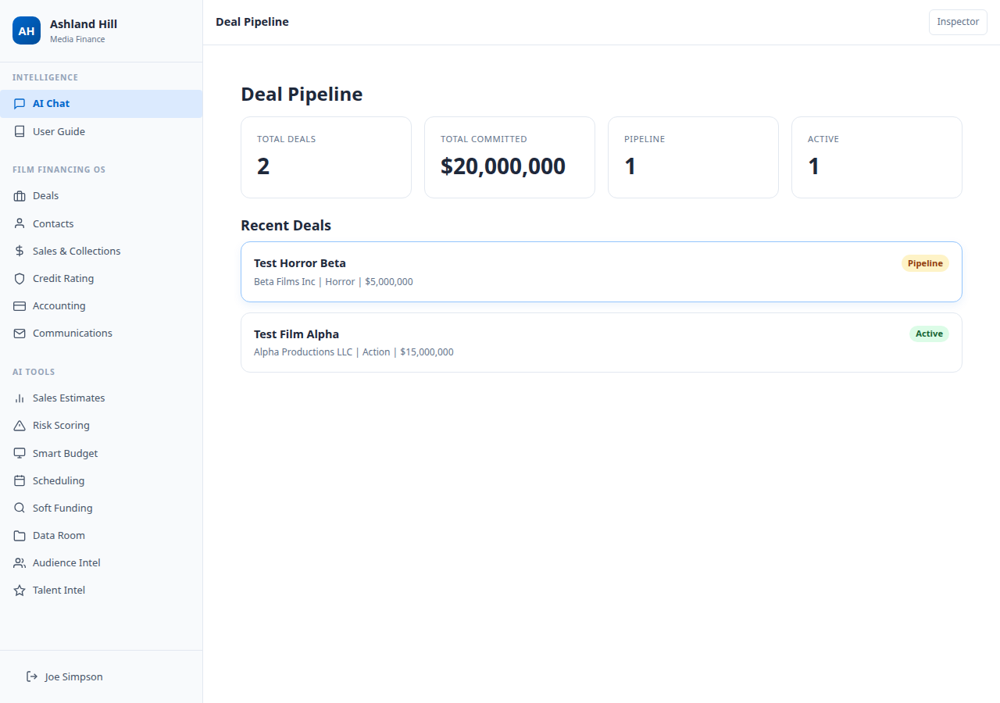 AH
Ashland Hill
Media Finance
INTELLIGENCE
AI Chat
User Guide
FILM FINANCING OS
Deals
Contacts
Sales & Collections
Credit Rating
Accounting
Communications
AI TOOLS
Sales Estimates
Risk Scoring
Smart Budget
Scheduling
Soft Funding
Data Room
Audience Intel
Talent Intel
Joe Simpson
Deal Pipeline
Inspector
Deal Pipeline
TOTAL DEALS
2
TOTAL COMMITTED
$20,000,000
PIPELINE
1
ACTIVE
1
Recent Deals
Test Horror Beta
Pipeline
Beta Films Inc | Horror | $5,000,000
Test Film Alpha
Active
Alpha Productions LLC | Action | $15,000,000